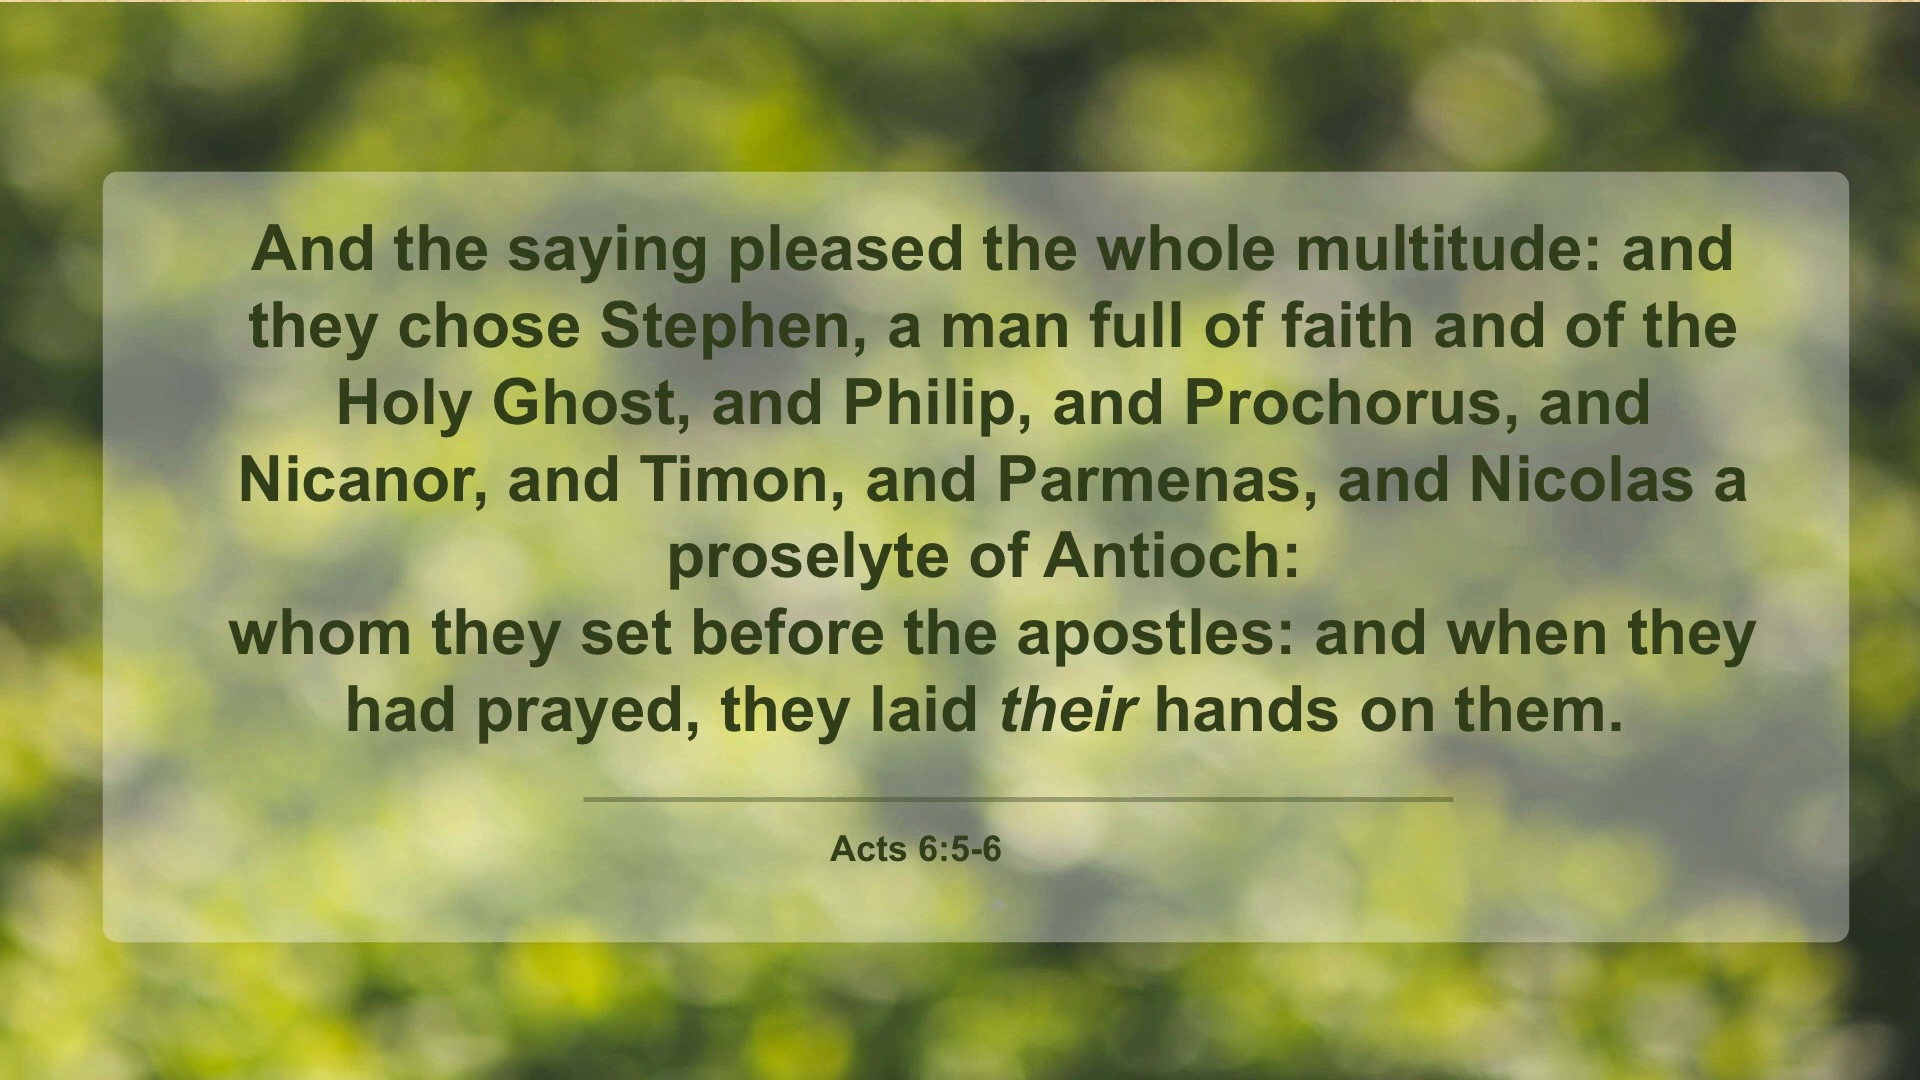 And the saying pleased the whole multitude: and
they chose Stephen, a man full of faith and of the
Holy Ghost, and Philip, and Prochorus, and
Nicanor, and Timon, and Parmenas, and Nicolas a
proselyte of Antioch:
whom they set before the apostles: and when they
had prayed, they laid their hands on them.
Acts 6:5-6